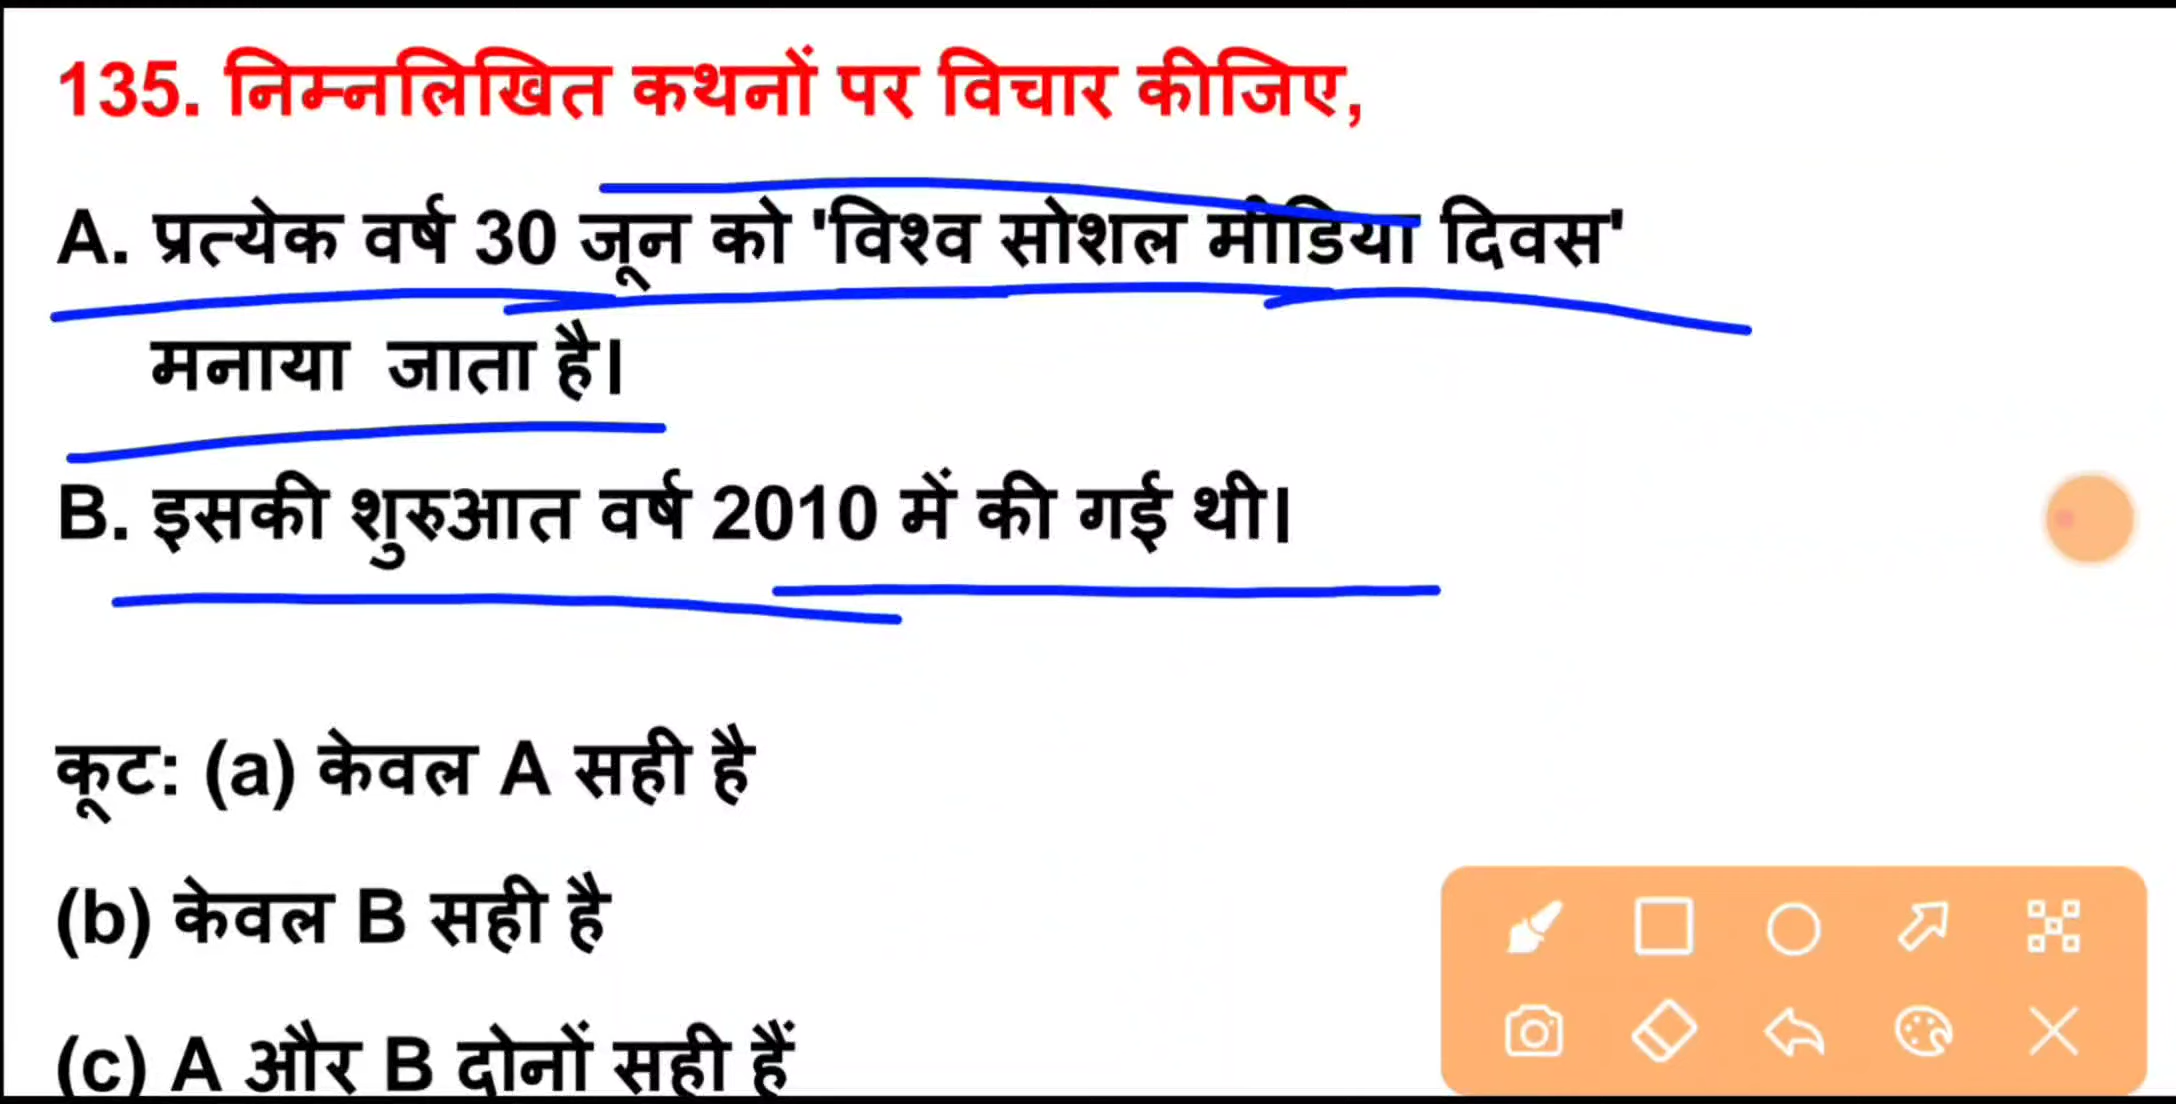 135. निम्नलिखित कथनों पर विचार कीजिए,
A. प्रत्येक वर्ष 30 जून को 'विश्व सोशल मीडिया दिवस'
मनाया जाता है।
B. इसकी शुरुआत वर्ष 2010 में की गई थी।
कूट: (a) केवल A सही है
(b) केवल B सही है
(c) A और B दोनों सही हैं